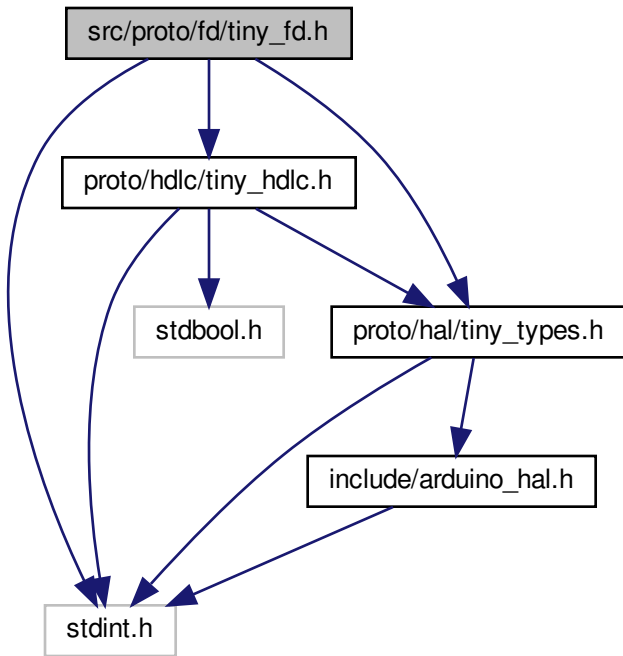 src/proto/fd/tiny_fd.h
proto/hdlc/tiny_hdlc.h
stdbool.h
proto/hal/tiny_types.h
include/arduino_hal.h
stdint.h